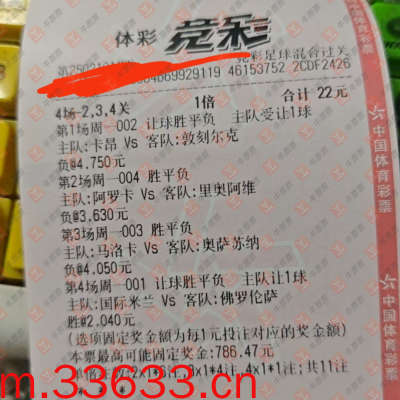 体彩 竞彩
竞彩足球混合过关
69929119 46153752 2CDF2426
4场-2,3,4关 1倍 合计 22元
第1场周一002 让球胜平负 主队受让1球
主队:卡昂 Vs 客队:敦刻尔克
负@4.750元
第2场周一004 胜平负
主队:阿罗卡 Vs 客队:里奥阿维
负@3,630元
第3场周一003 胜平负
主队:马洛卡 Vs 客队:奥萨苏纳
负@4.050元
第4场周一001 让球胜平负 主队让1球
主队:国际米兰 Vs 客队:佛罗伦萨
胜@2.040元
(选项固定奖金额为每1元投注对应的奖金额)
本票最高可能固定奖金:786.47元
4*1*1注;共11注
m.33633.cn
中国体育彩票
中国体育彩票